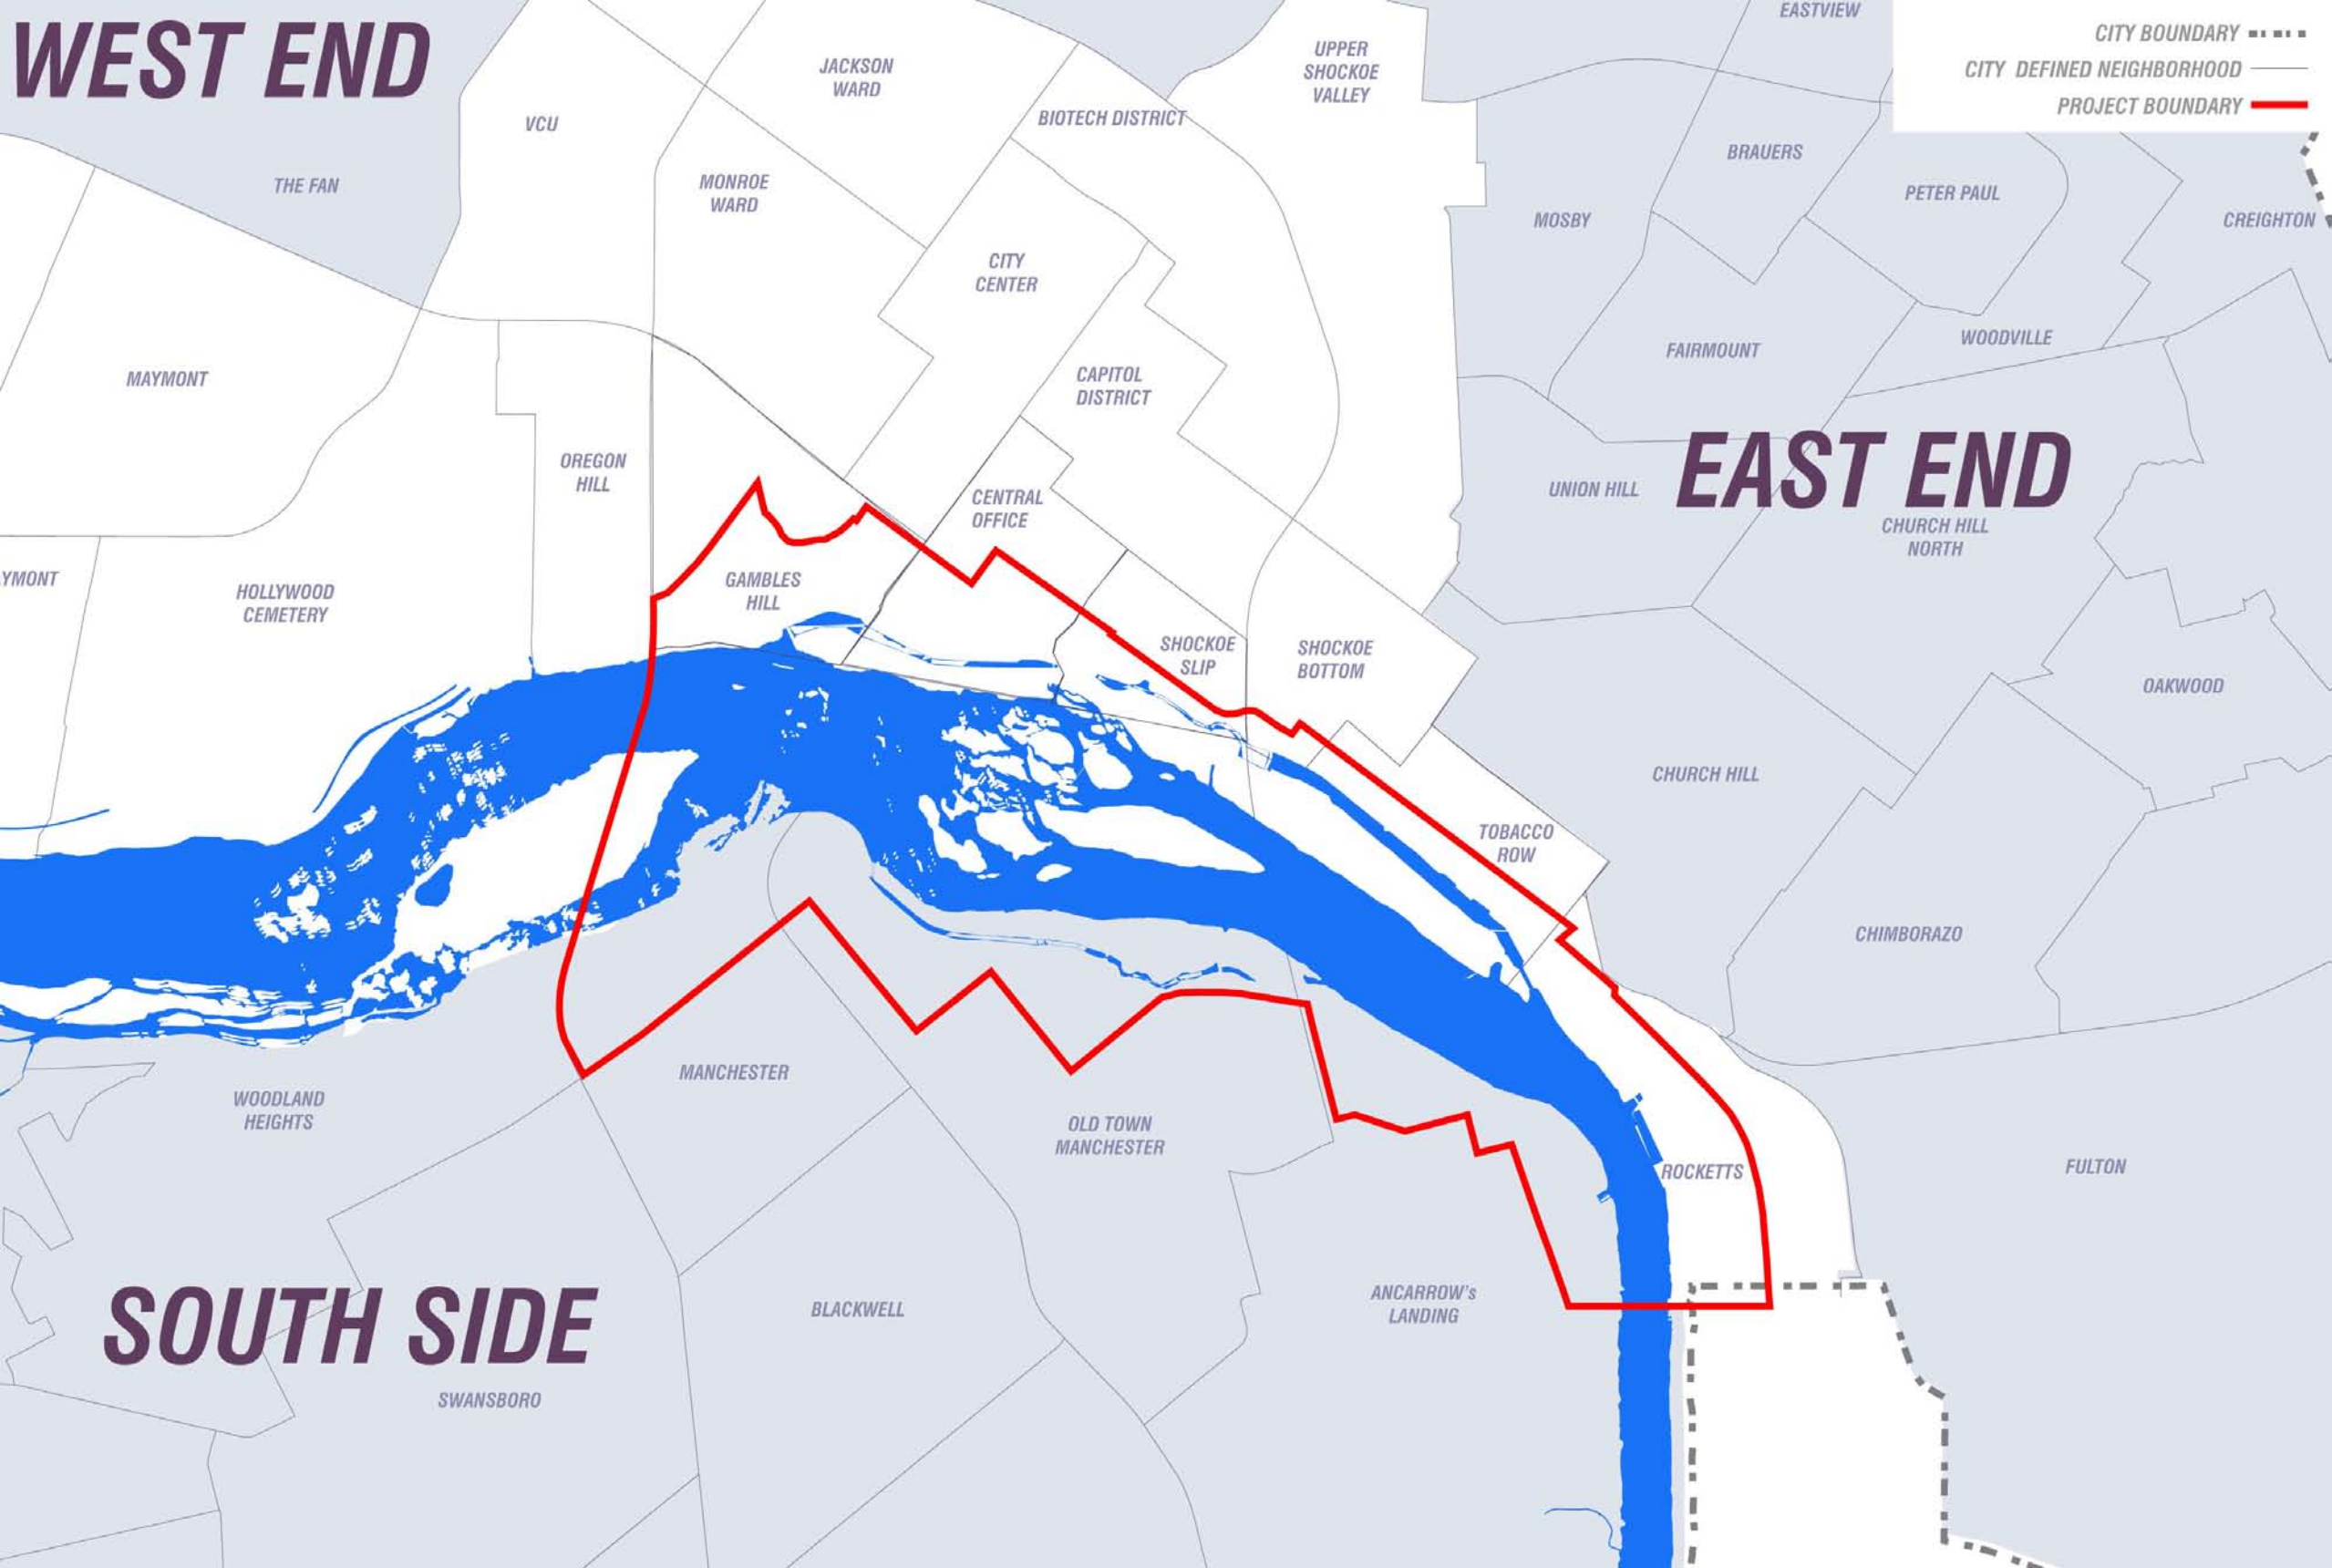 WEST END
EASTVIEW
CITY BOUNDARY
CITY DEFINED NEIGHBORHOOD
PROJECT BOUNDARY
UPPER
SHOCKOE
VALLEY
JACKSON
WARD
VCU
BIOTECH DISTRICT
BRAUERS
THE FAN
MONROE
WARD
PETER PAUL
MOSBY
CREIGHTON
CITY
CENTER
WOODVILLE
FAIRMOUNT
MAYMONT
CAPITOL
DISTRICT
OREGON
HILL
EAST END
UNION HILL
CENTRAL
OFFICE
CHURCH HILL
NORTH
YMONT
HOLLYWOOD
CEMETERY
GAMBLES
HILL
SHOCKOE
SLIP
SHOCKOE
BOTTOM
OAKWOOD
CHURCH HILL
TOBACCO
ROW
CHIMBORAZO
MANCHESTER
WOODLAND
HEIGHTS
OLD TOWN
MANCHESTER
ROCKETTS
FULTON
SOUTH SIDE
BLACKWELL
ANCARROW's
LANDING
SWANSBORO